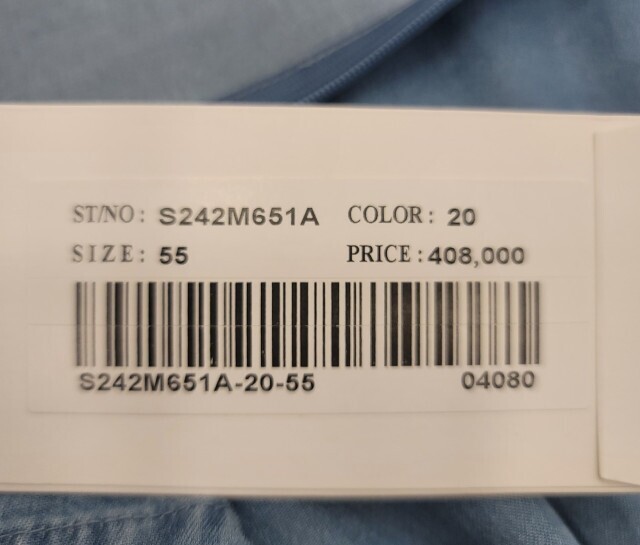 ST/NO: S242M651A COLOR: 20
SIZE: 55 PRICE: 408,000
S242M651A-20-55 04080